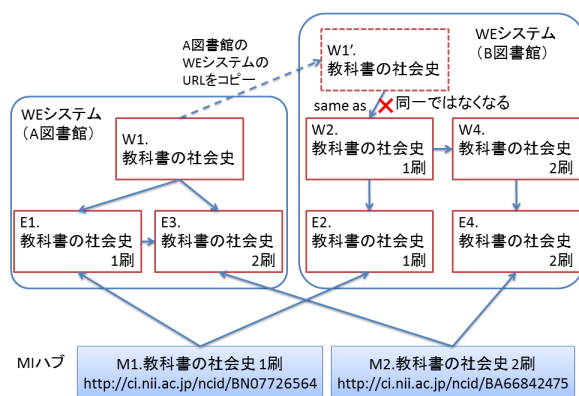 WEシステム
（B図書館）
A図書館の
WEシステムの
URLをコピー
W1’.
教科書の社会史
same as
同一ではなくなる
WEシステム
（A図書館）
W1.
教科書の社会史
W2.
教科書の社会史
1刷
W4.
教科書の社会史
2刷
E1.
教科書の社会史
1刷
E3.
教科書の社会史
2刷
E2.
教科書の社会史
1刷
E4.
教科書の社会史
2刷
MIハブ
M1.教科書の社会史 1刷
http://ci.nii.ac.jp/ncid/BN07726564
M2.教科書の社会史 2刷
http://ci.nii.ac.jp/ncid/BA66842475